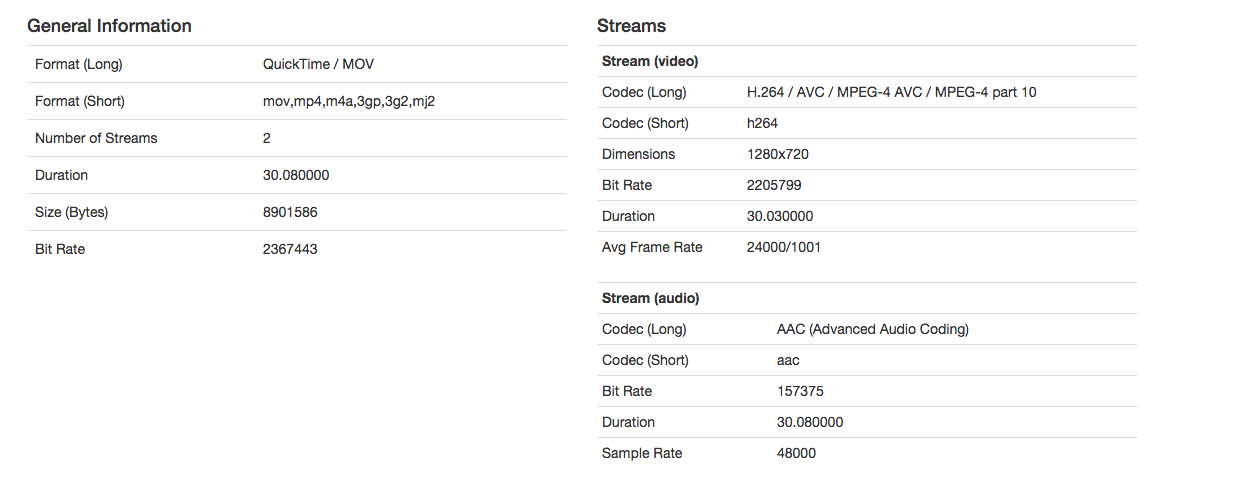 General Information
Format (Long) QuickTime / MOV
Format (Short) mov,mp4,m4a,3gp,3g2,mj2
Number of Streams 2
Duration 30.080000
Size (Bytes) 8901586
Bit Rate 2367443
Streams
Stream (video)
Codec (Long) H.264 / AVC / MPEG-4 AVC / MPEG-4 part 10
Codec (Short) h264
Dimensions 1280x720
Bit Rate 2205799
Duration 30.030000
Avg Frame Rate 24000/1001
Stream (audio)
Codec (Long) AAC (Advanced Audio Coding)
Codec (Short) aac
Bit Rate 157375
Duration 30.080000
Sample Rate 48000